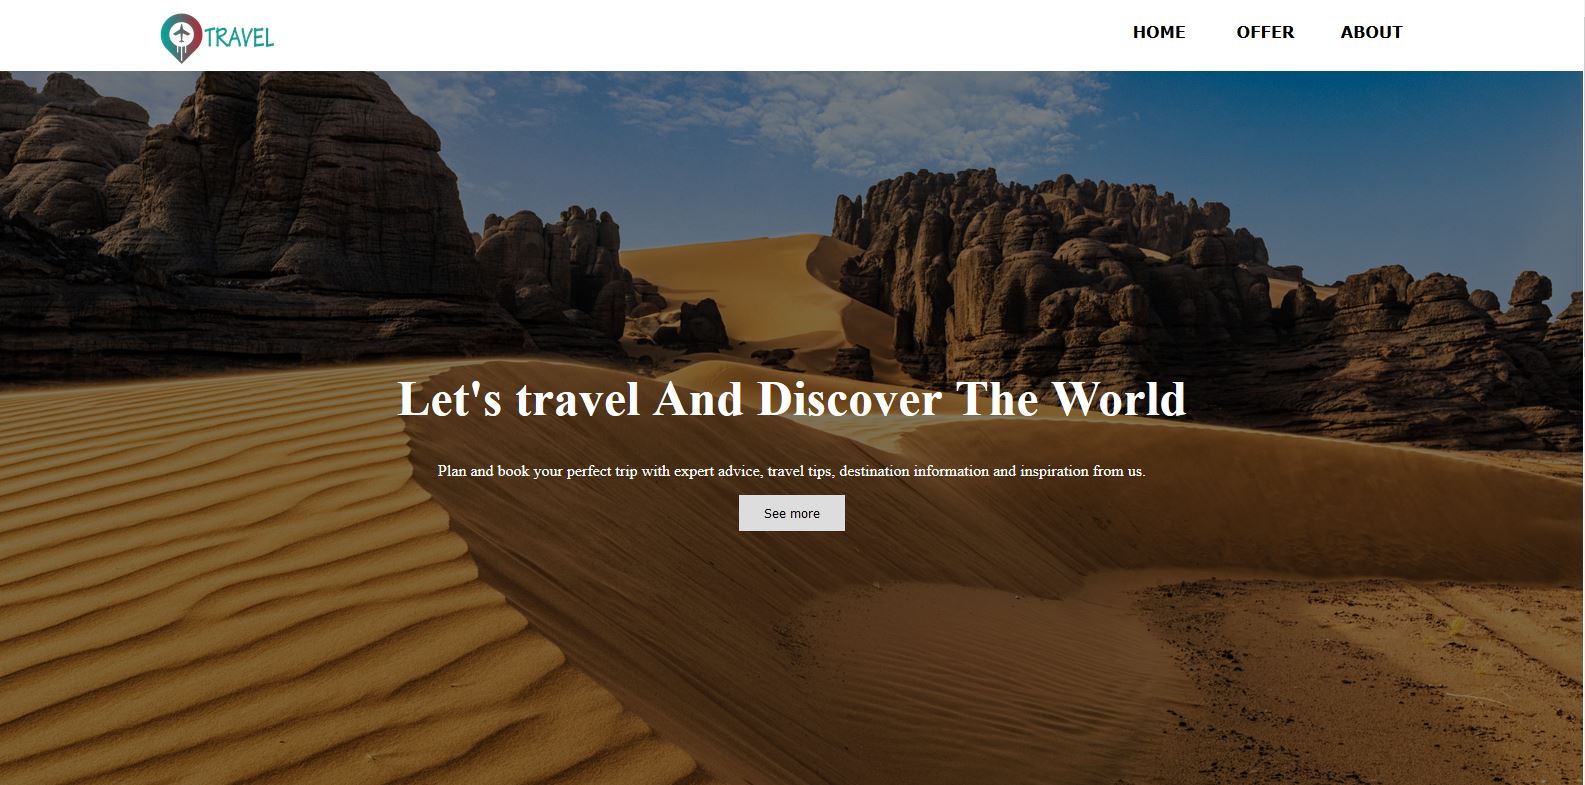 TRAVEL
HOME OFFER ABOUT
Let's travel And Discover The World
Plan and book your perfect trip with expert advice, travel tips, destination information and inspiration from us.
See more